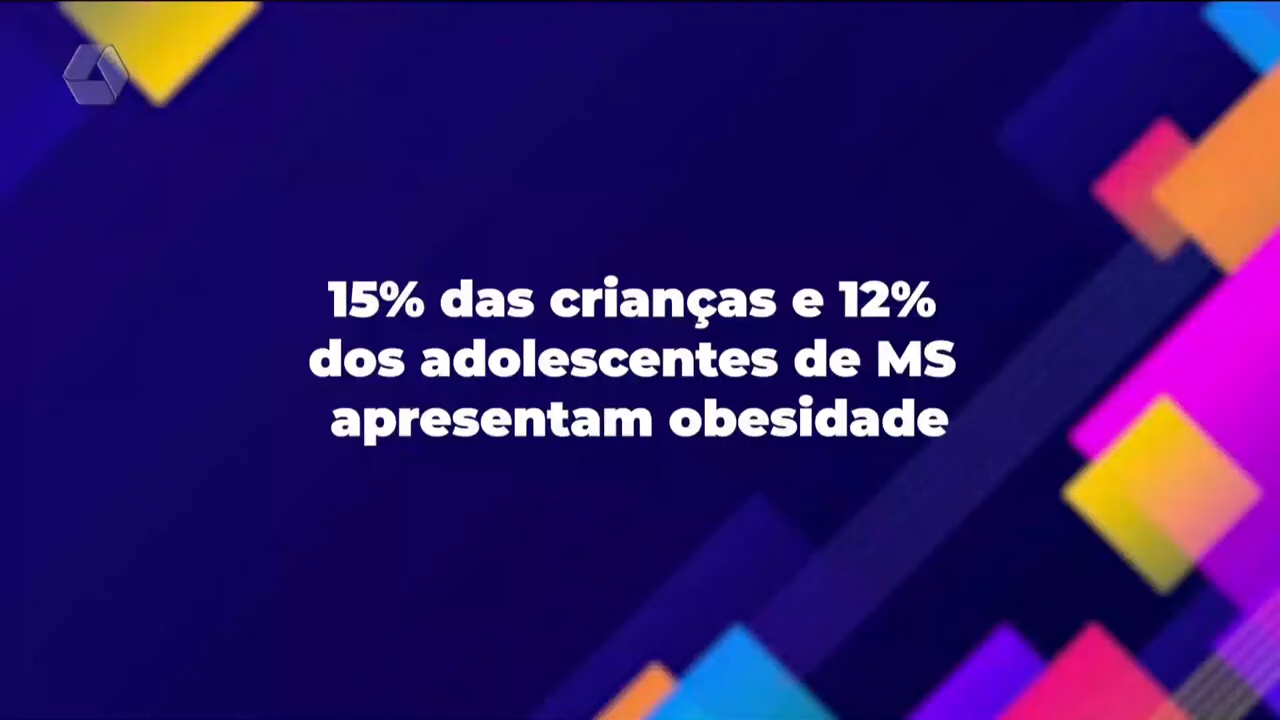 15% das crianças e 12%
dos adolescentes de MS
apresentam obesidade